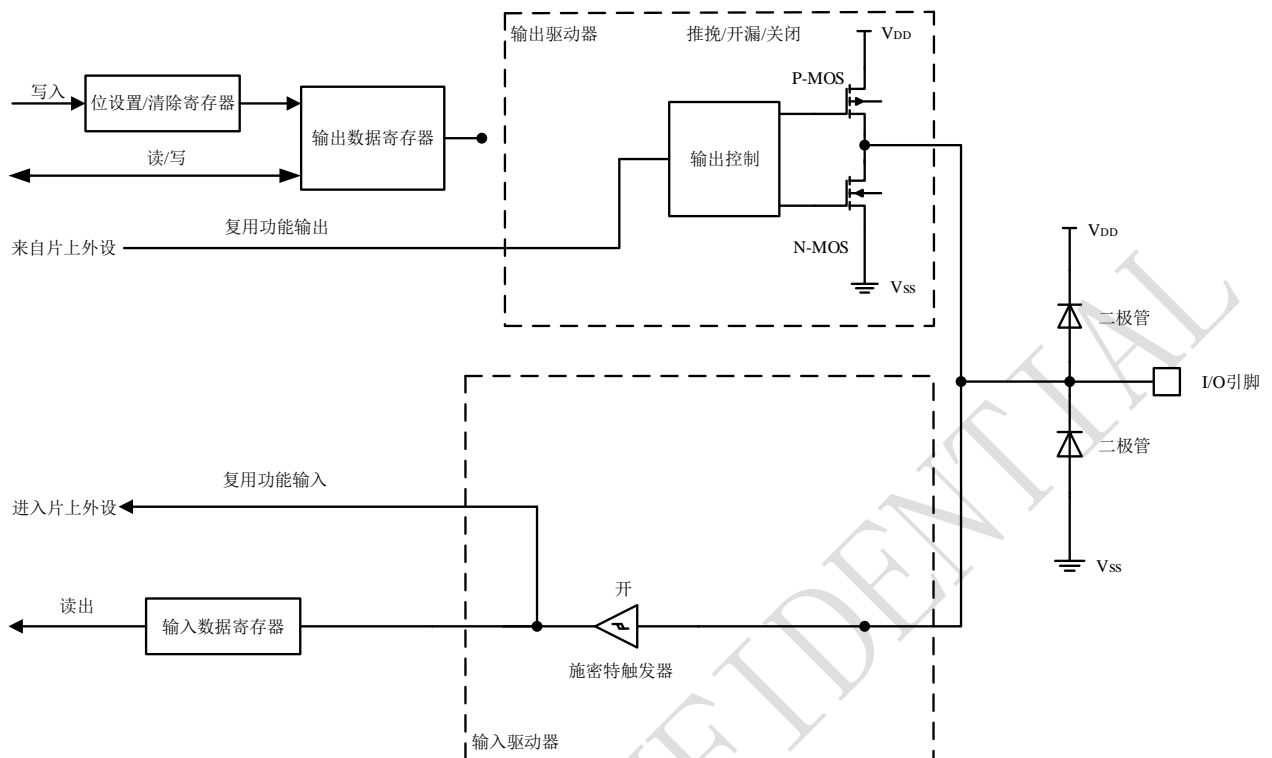 输出驱动器
推挽/开漏/关闭
VDD
P-MOS
写入
位设置/清除寄存器
输出数据寄存器
输出控制
读/写
复用功能输出
来自片上外设
N-MOS
VSS
VDD
二极管
I/O引脚
二极管
复用功能输入
进入片上外设
VSS
开
读出
输入数据寄存器
施密特触发器
输入驱动器
FIDENTIAL